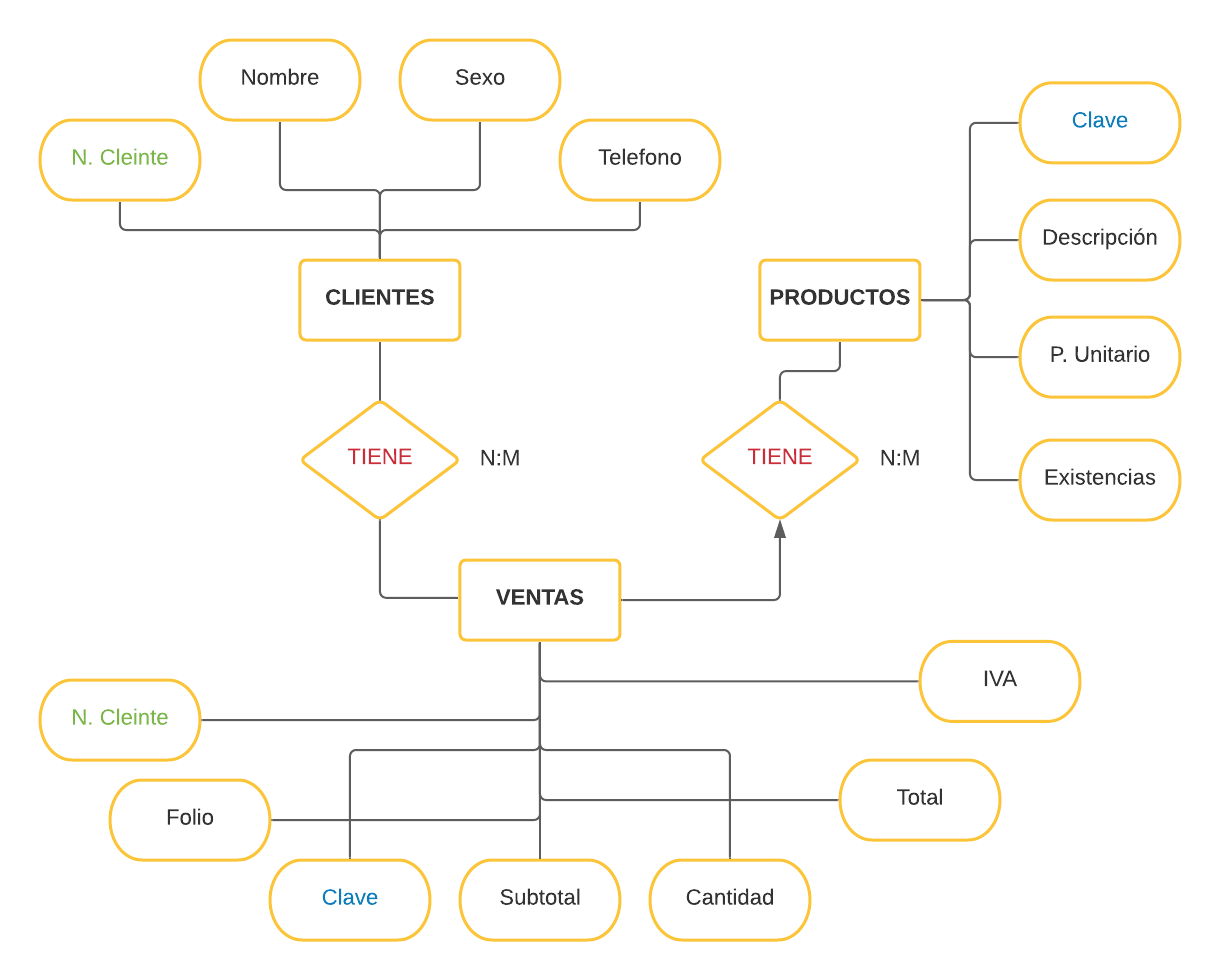 Nombre
Sexo
N. Cleinte
Telefono
Clave
Descripción
CLIENTES
PRODUCTOS
P. Unitario
TIENE
N:M
TIENE
N:M
Existencias
VENTAS
IVA
N. Cleinte
Folio
Total
Clave
Subtotal
Cantidad